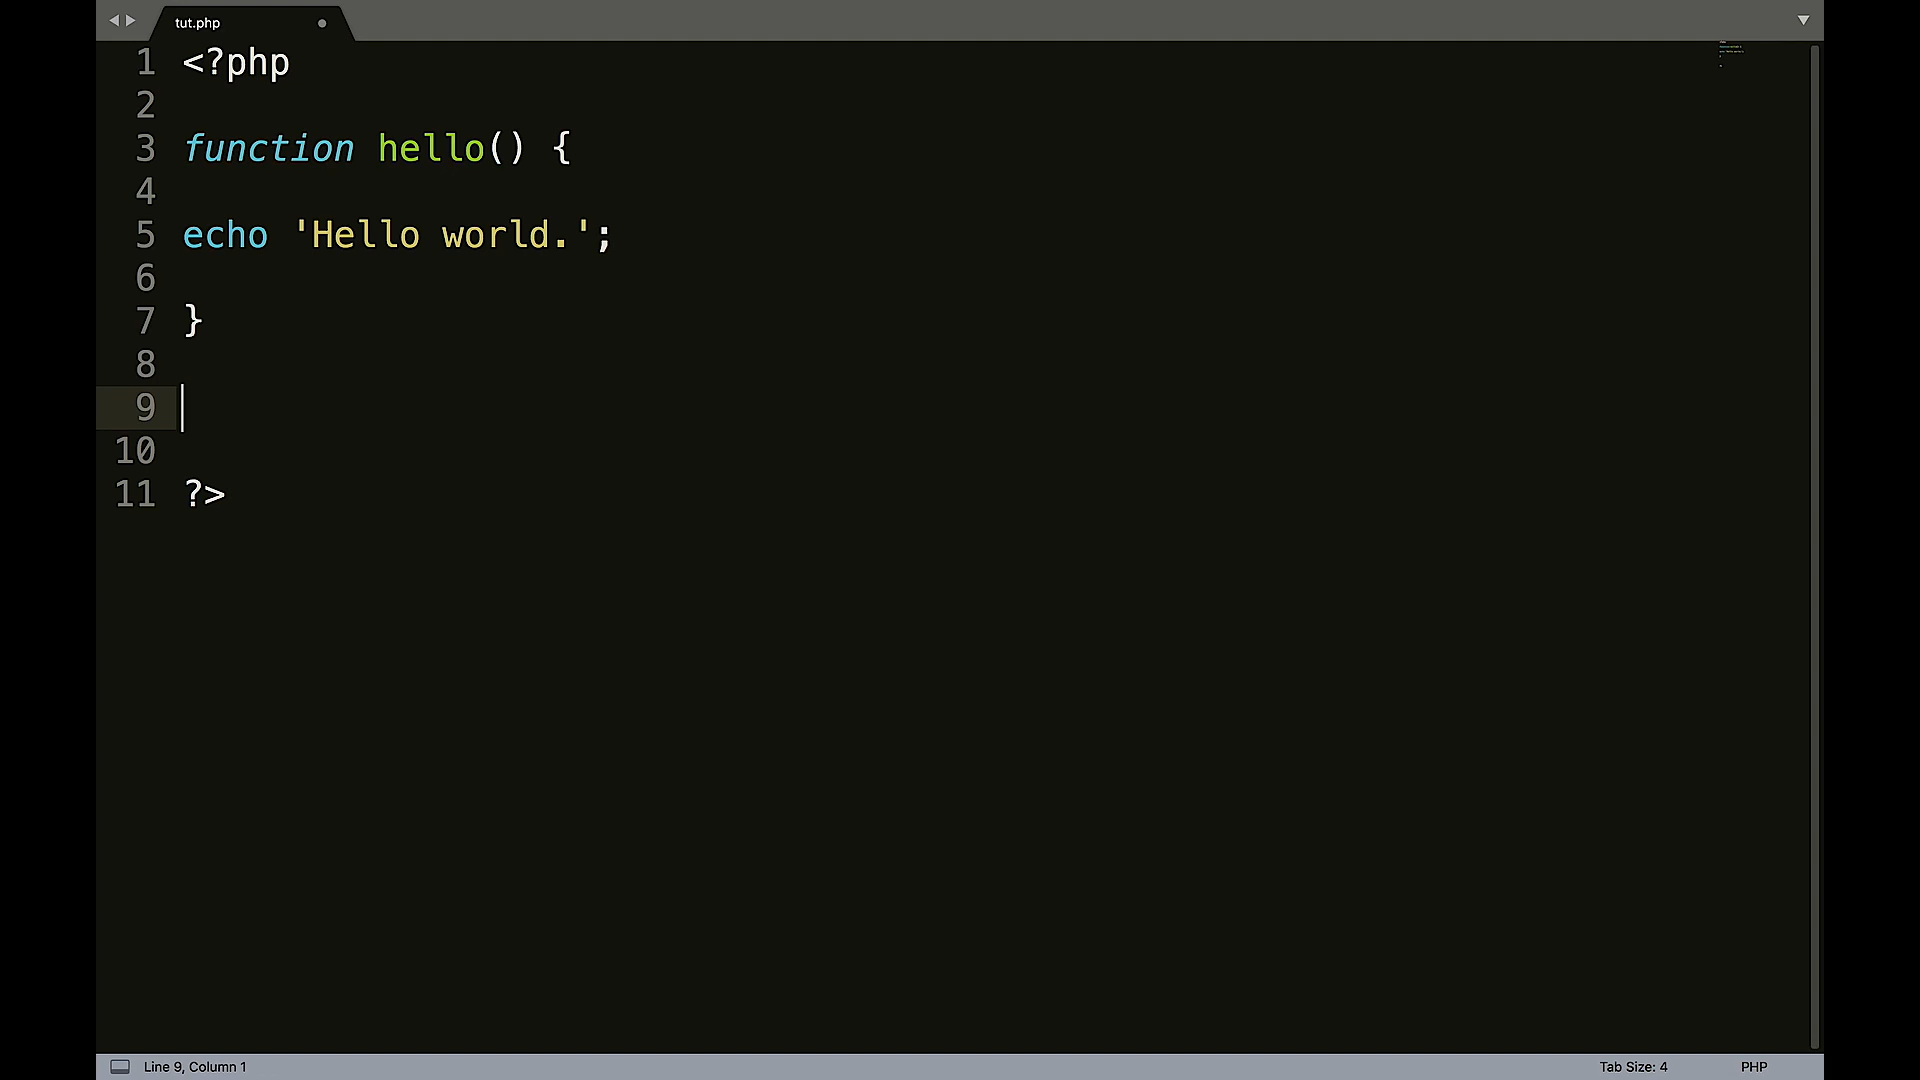 tut.php
1 <?php
2
3 function hello() {
4
5 echo 'Hello world.';
6
7 }
8
9
10
11 ?>
Line 9, Column 1 Tab Size: 4 PHP